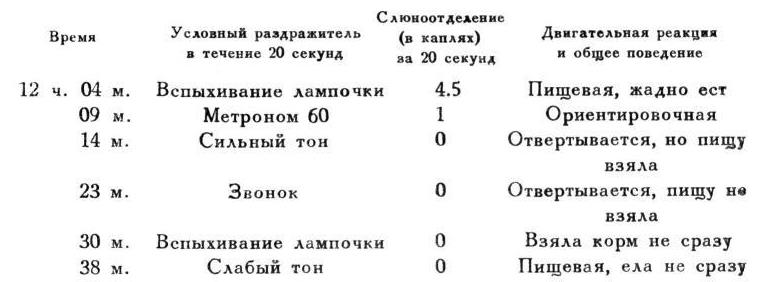 Время Условный раздражитель в течение 20 секунд Слюноотделение (в каплях) за 20 секунд Двигательная реакция и общее поведение
12 ч. 04 м. Вспыхивание лампочки 4.5 Пищевая, жадно ест
09 м. Метроном 60 1 Ориентировочная
14 м. Сильный тон 0 Отвертывается, но пищу
взяла
23 м. Звонок 0 Отвертывается, пищу не
взяла
30 м. Вспыхивание лампочки 0 Взяла корм не сразу
38 м. Слабый тон 0 Пищевая, ела не сразу